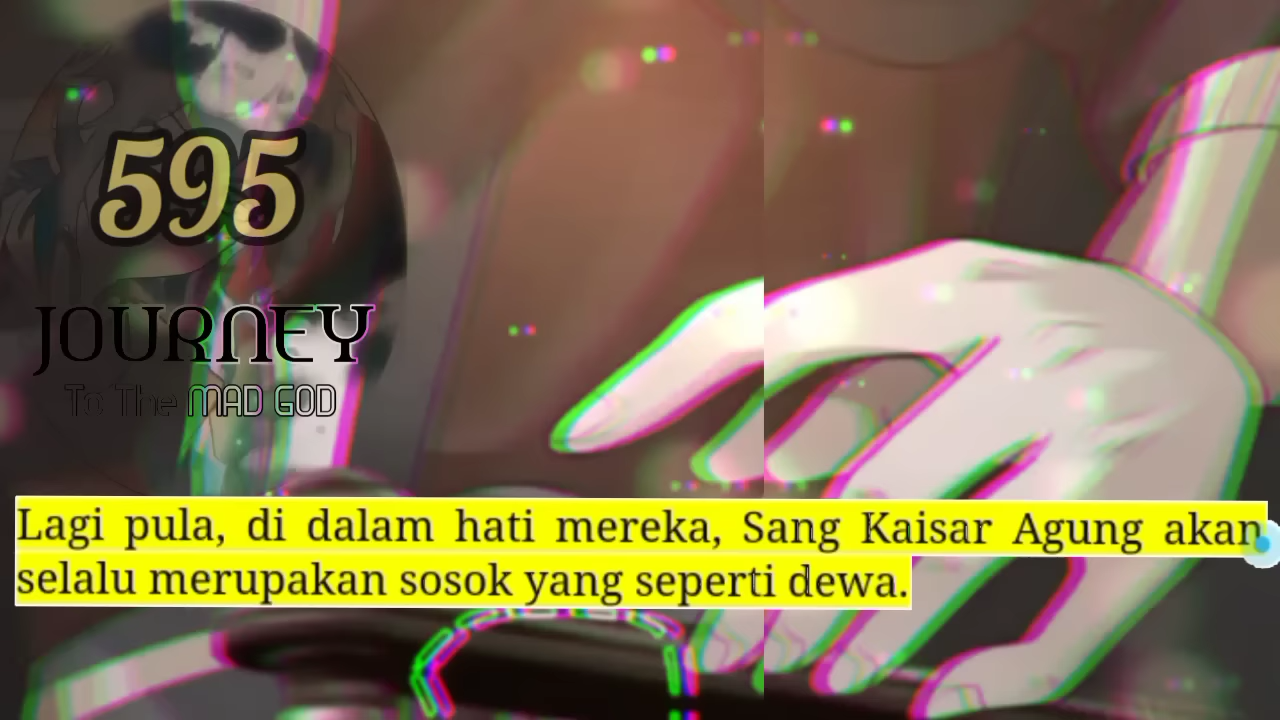 595
JOURNEY
To The MAD GOD
Lagi pula, di dalam hati mereka, Sang Kaisar Agung akan
selalu merupakan sosok yang seperti dewa.